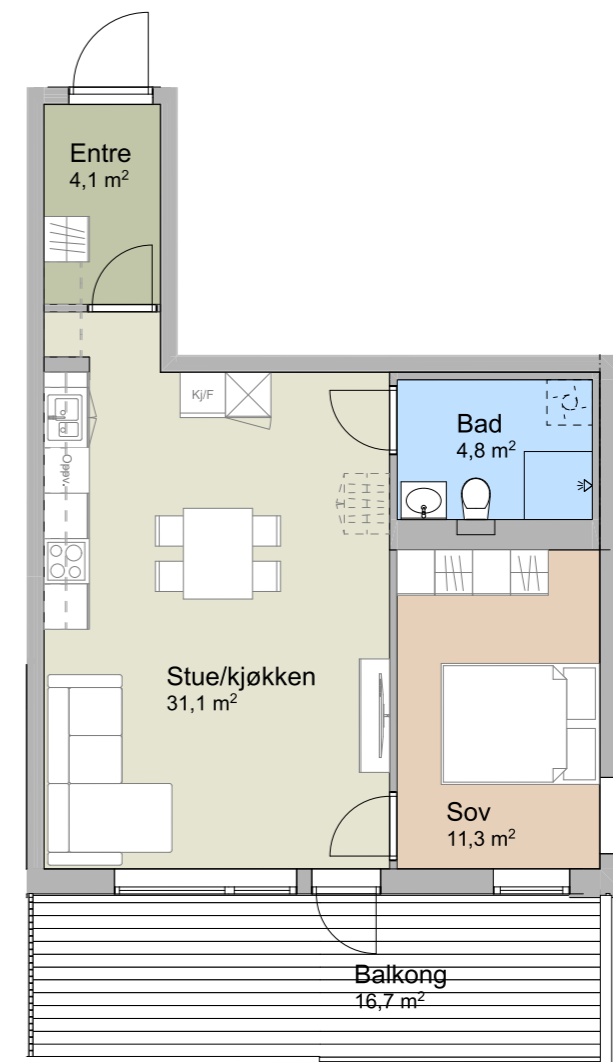 Entre
4,1 m²
Kj/F
Bad
4,8 m²
Oppv.
Stue/kjøkken
31,1 m²
Sov
11,3 m²
Balkong
16,7 m²